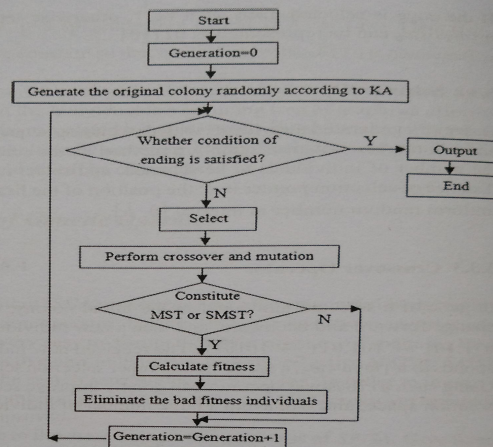 Start
Generation=0
Generate the original colony randomly according to KA
Whether condition of
ending is satisfied?
Y
Output
End
N
Select
Perform crossover and mutation
Constitute
MST or SMST?
N
Y
Calculate fitness
Eliminate the bad fitness individuals
Generation=Generation+1